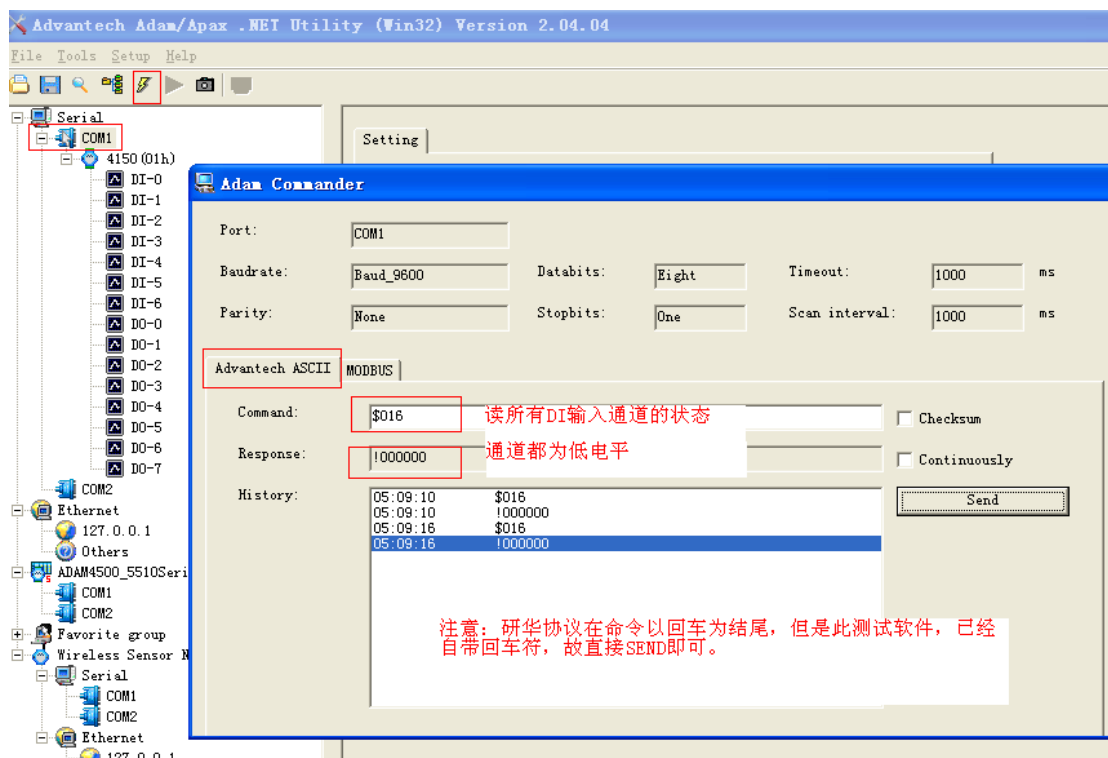 Advantech Adam/Apax .NET Utility (Win32) Version 2.04.04
File Tools Setup Help
Serial
COM1
4150(01h)
DI-0
DI-1
DI-2
DI-3
DI-4
DI-5
DI-6
DO-0
DO-1
DO-2
DO-3
DO-4
DO-5
DO-6
DO-7
COM2
Ethernet
127.0.0.1
Others
ADAM4500_5510Seri
COM1
COM2
Favorite group
Wireless Sensor N
Serial
COM1
COM2
Ethernet
127.0.0.1
Setting
Adam Commander
Port: COM1
Baudrate: Baud_9600 Databits: Eight Timeout: 1000 ms
Parity: None Stopbits: One Scan interval: 1000 ms
Advantech ASCII MODBUS
Command: $016 读所有DI输入通道的状态 Checksum
Response: !000000 通道都为低电平 Continuously
History: Send
05:09:10 $016
05:09:10 !000000
05:09:16 $016
05:09:16 !000000
注意：研华协议在命令以回车为结尾，但是此测试软件，已经
自带回车符，故直接SEND即可。